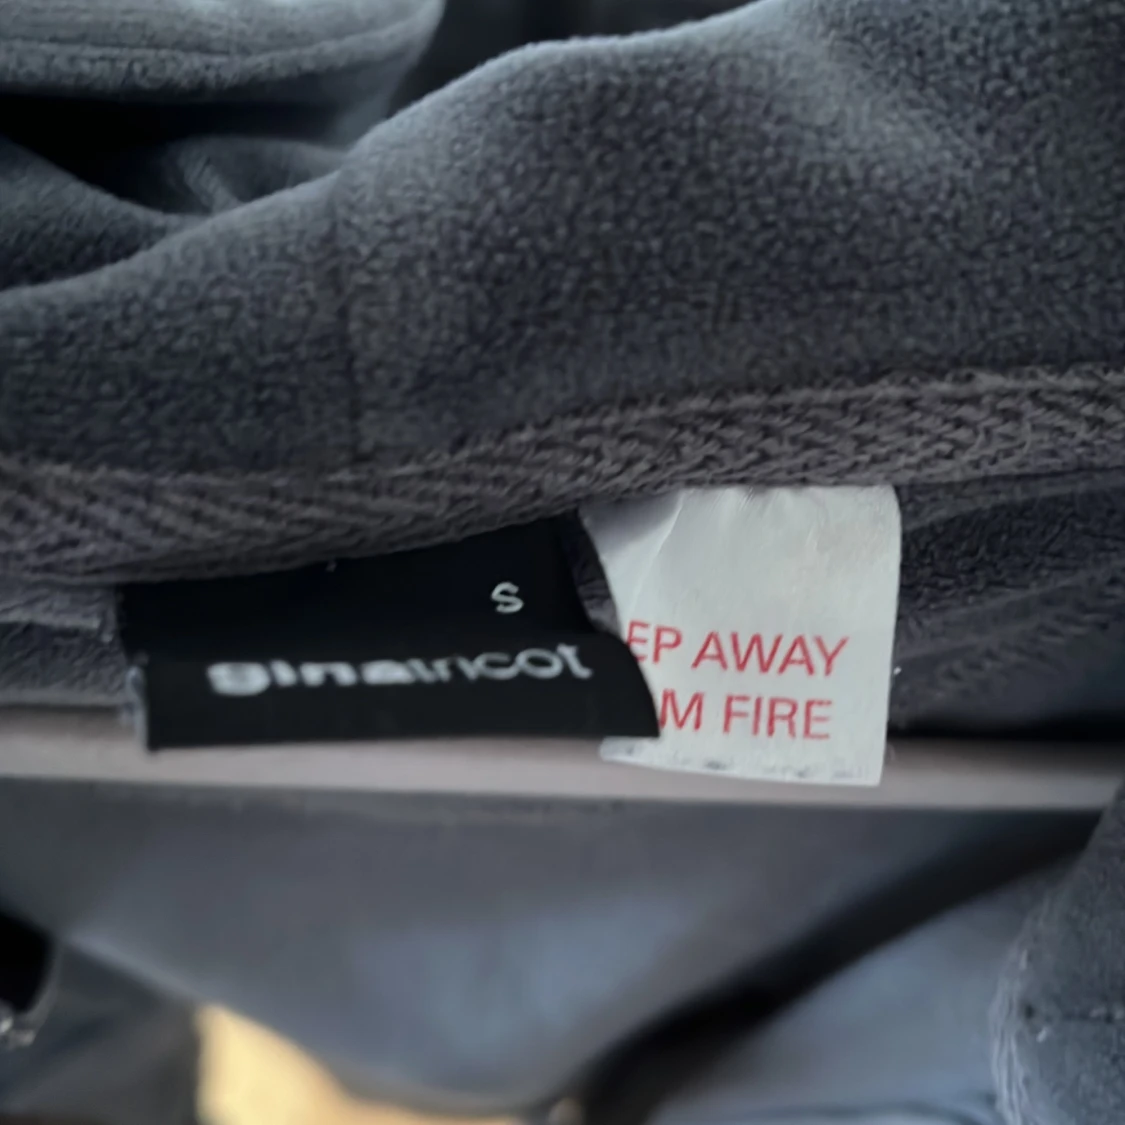 S
ginatricot
EP AWAY
M FIRE